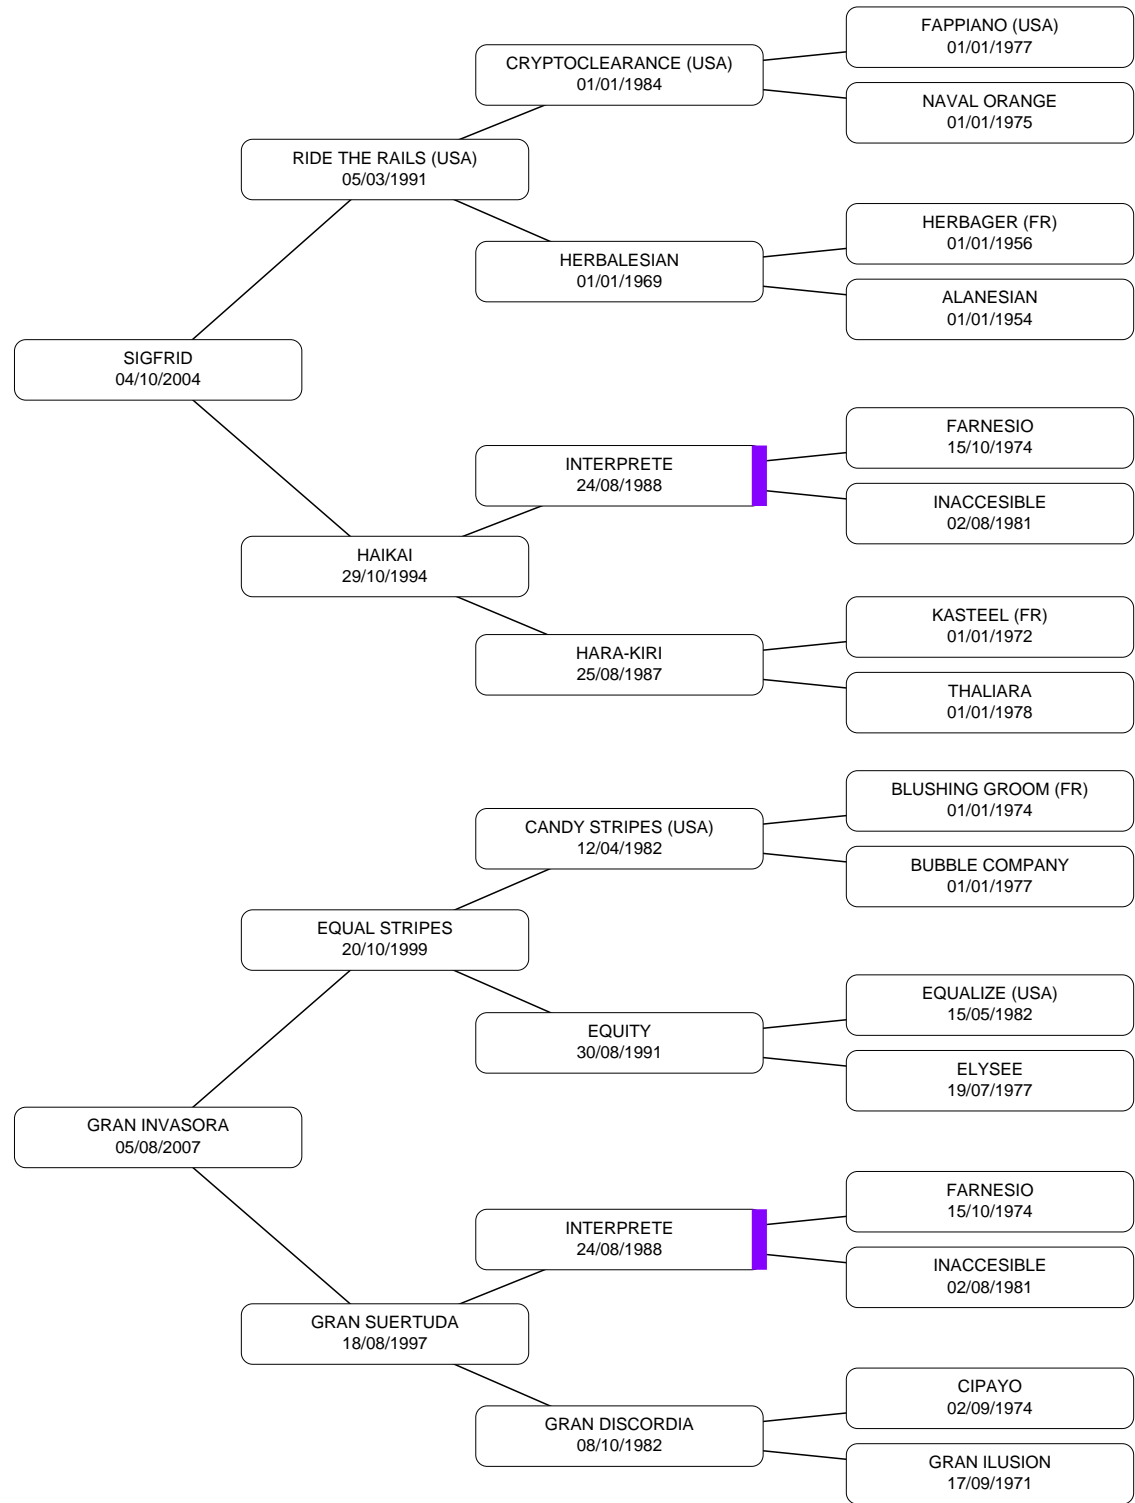 FAPPIANO (USA)
01/01/1977
CRYPTOCLEARANCE (USA)
01/01/1984
NAVAL ORANGE
01/01/1975
RIDE THE RAILS (USA)
05/03/1991
HERBAGER (FR)
01/01/1956
HERBALESIAN
01/01/1969
ALANESIAN
01/01/1954
SIGFRID
04/10/2004
FARNESIO
15/10/1974
INTERPRETE
24/08/1988
INACCESIBLE
02/08/1981
HAIKAI
29/10/1994
KASTEEL (FR)
01/01/1972
HARA-KIRI
25/08/1987
THALIARA
01/01/1978
BLUSHING GROOM (FR)
01/01/1974
CANDY STRIPES (USA)
12/04/1982
BUBBLE COMPANY
01/01/1977
EQUAL STRIPES
20/10/1999
EQUALIZE (USA)
15/05/1982
EQUITY
30/08/1991
ELYSEE
19/07/1977
GRAN INVASORA
05/08/2007
FARNESIO
15/10/1974
INTERPRETE
24/08/1988
INACCESIBLE
02/08/1981
GRAN SUERTUDA
18/08/1997
CIPAYO
02/09/1974
GRAN DISCORDIA
08/10/1982
GRAN ILUSION
17/09/1971